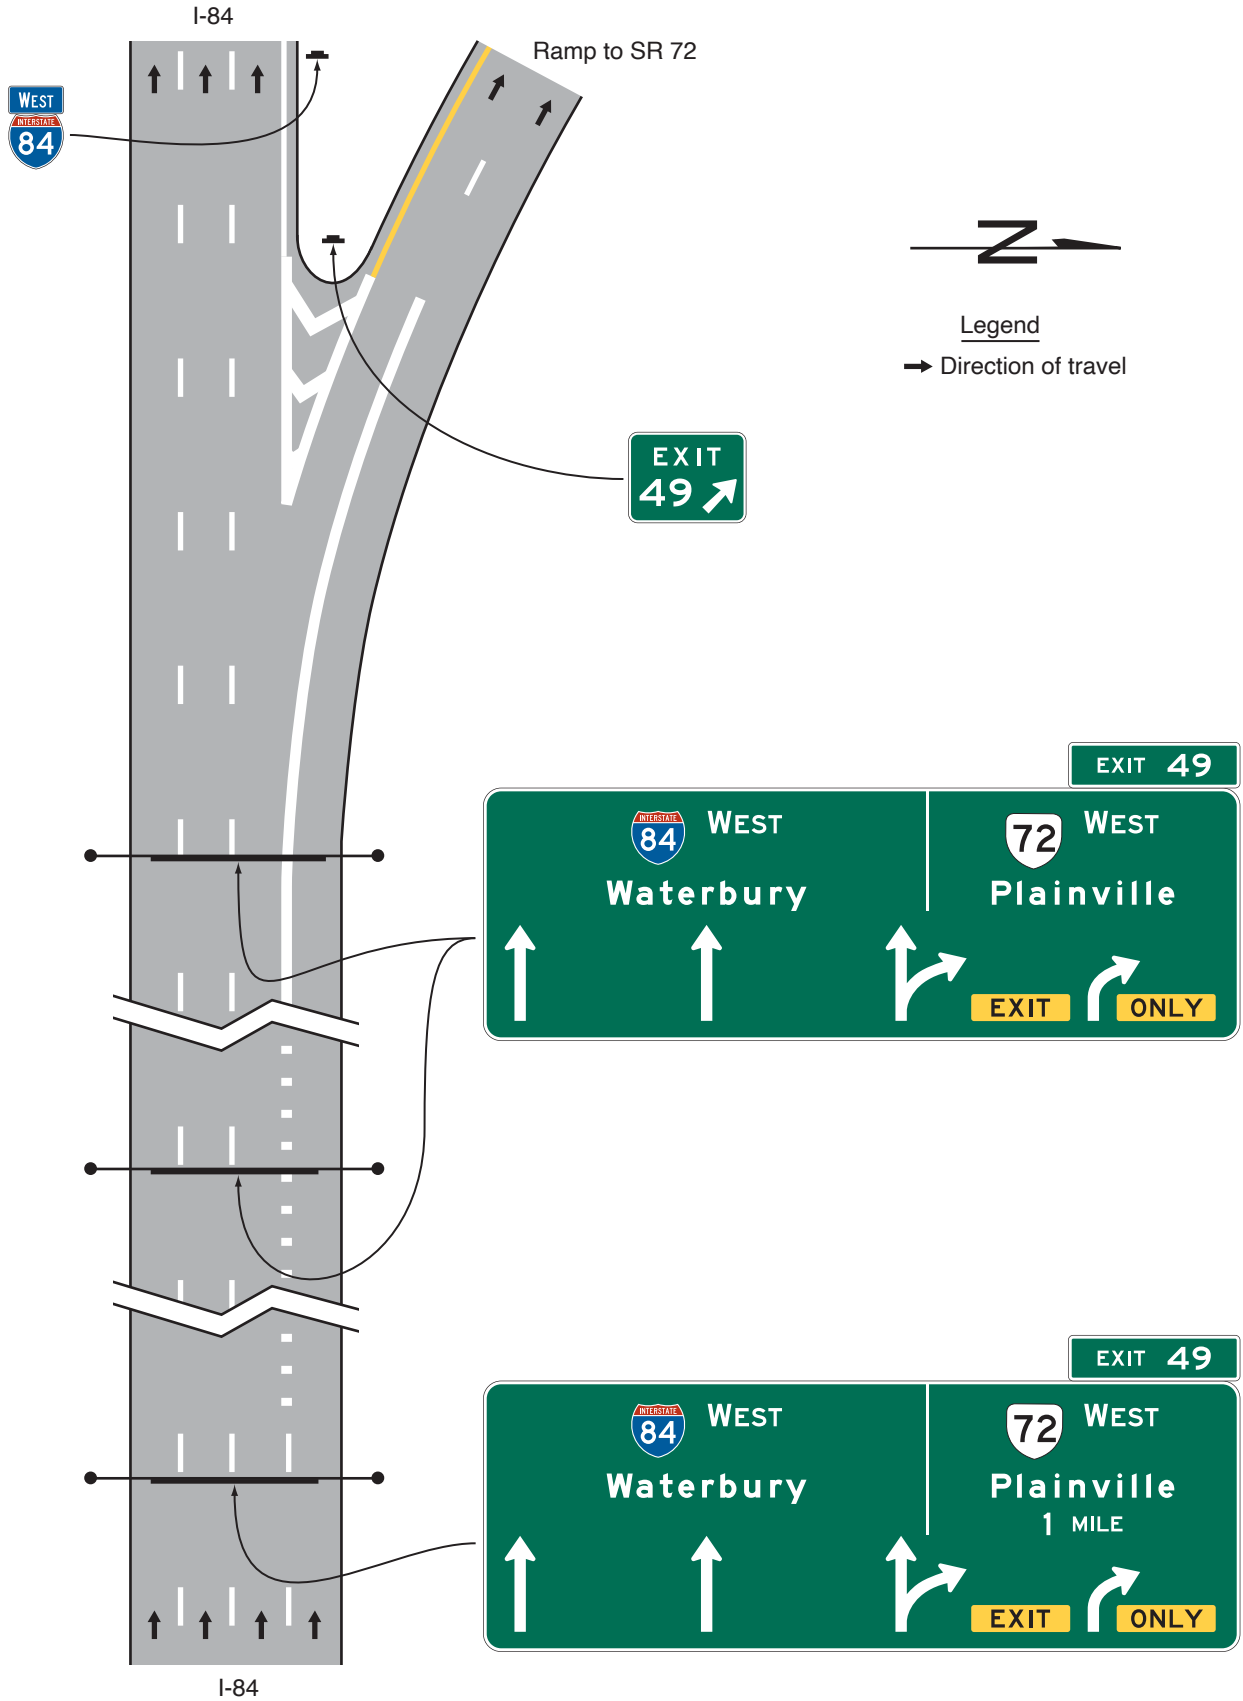 I-84
Ramp to SR 72
WEST
INTERSTATE
84
N
Legend
Direction of travel
EXIT
49
EXIT 49
INTERSTATE
84
WEST
72
WEST
Waterbury
Plainville
EXIT
ONLY
EXIT 49
INTERSTATE
84
WEST
72
WEST
Waterbury
Plainville
1 MILE
EXIT
ONLY
I-84